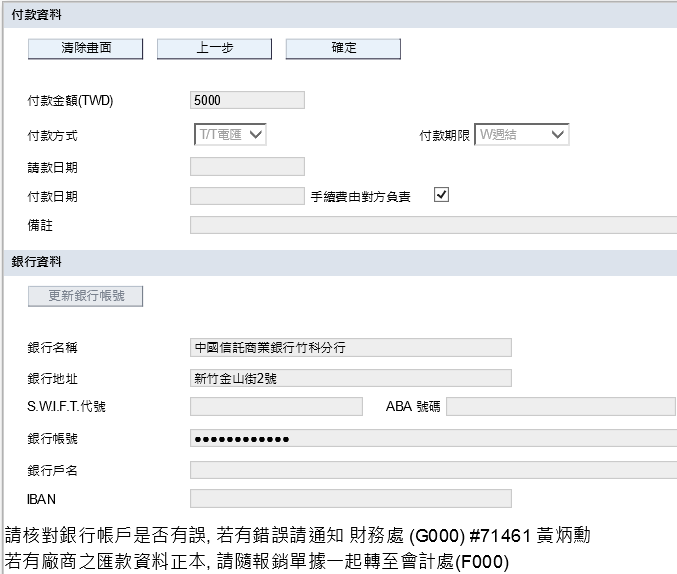 付款資料
清除畫面 上一步 確定
付款金額(TWD) 5000
付款方式 T/T電匯 付款期限 W週結
請款日期
付款日期 手續費由對方負責
備註
銀行資料
更新銀行帳號
銀行名稱 中國信託商業銀行竹科分行
銀行地址 新竹金山街2號
S.W.I.F.T.代號 ABA 號碼
銀行帳號 ●●●●●●●●●●●●
銀行戶名
IBAN
請核對銀行帳戶是否有誤, 若有錯誤請通知 財務處 (G000) #71461 黃炳勳
若有廠商之匯款資料正本, 請隨報銷單據一起轉至會計處(F000)